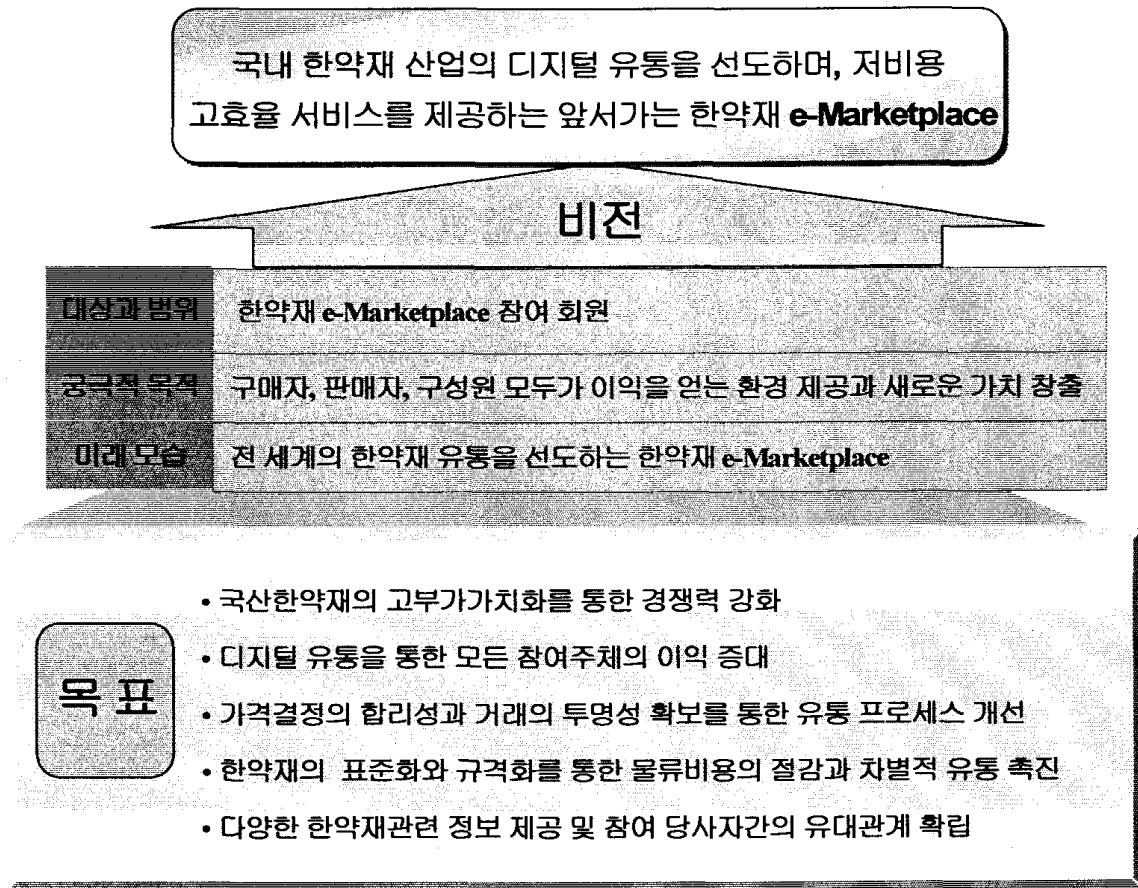 국내 한약재 산업의 디지털 유통을 선도하며, 저비용
고효율 서비스를 제공하는 앞서가는 한약재 e-Marketplace
비전
대상과 범위 한약재 e-Marketplace 참여 회원
궁극적 목적 구매자, 판매자, 구성원 모두가 이익을 얻는 환경 제공과 새로운 가치 창출
미래 모습 전 세계의 한약재 유통을 선도하는 한약재 e-Marketplace
목 표
• 국산한약재의 고부가가치화를 통한 경쟁력 강화
• 디지털 유통을 통한 모든 참여주체의 이익 증대
• 가격결정의 합리성과 거래의 투명성 확보를 통한 유통 프로세스 개선
• 한약재의 표준화와 규격화를 통한 물류비용의 절감과 차별적 유통 촉진
• 다양한 한약재관련 정보 제공 및 참여 당사자간의 유대관계 확립